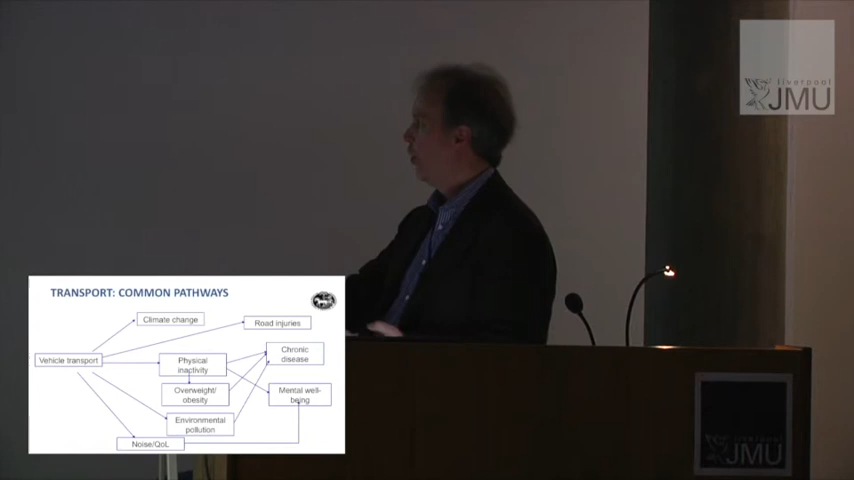 Liverpool
JMU
TRANSPORT: COMMON PATHWAYS
Climate change
Road injuries
Vehicle transport
Physical
inactivity
Chronic
disease
Overweight/
obesity
Mental well-
being
Environmental
pollution
Noise/QoL
Liverpool
JMU